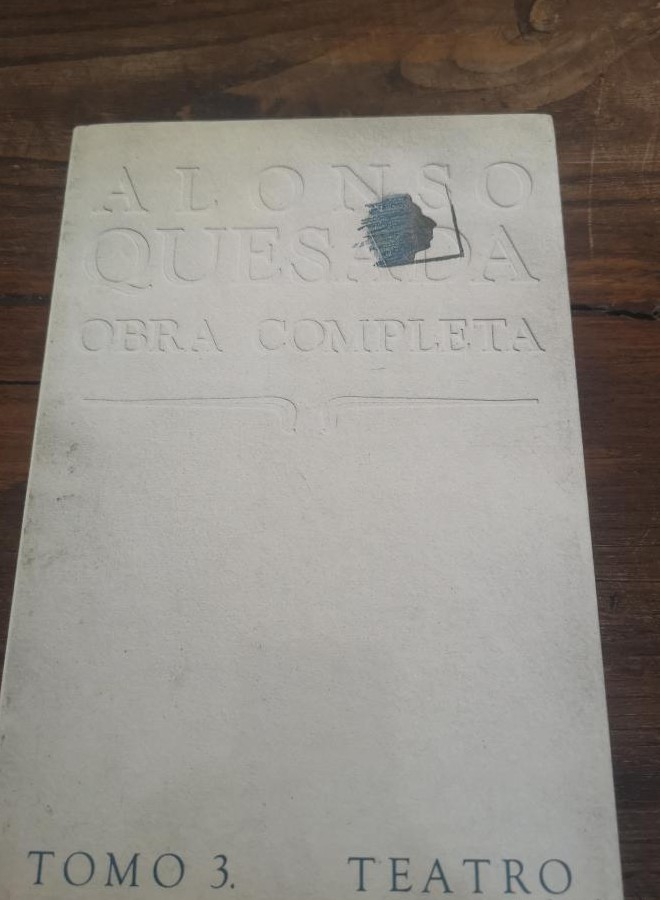 ALONSO
QUESADA
OBRA COMPLETA
TOMO 3. TEATRO